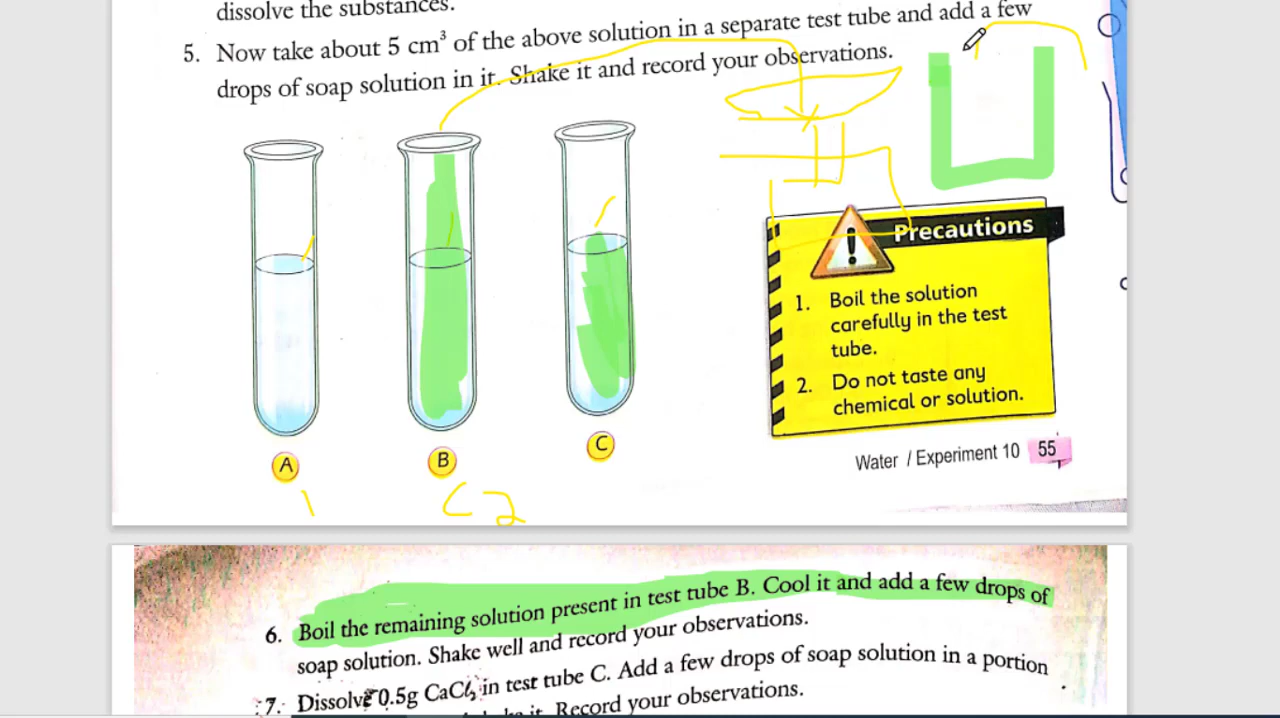 dissolve the substances.
5. Now take about 5 cm³ of the above solution in a separate test tube and add a few
drops of soap solution in it. Shake it and record your observations.
Precautions
1. Boil the solution
carefully in the test
tube.
2. Do not taste any
chemical or solution.
A
B
C
1
2
Water / Experiment 10 55
6. Boil the remaining solution present in test tube B. Cool it and add a few drops of
soap solution. Shake well and record your observations.
7. Dissolve 0.5g CaCl₂ in test tube C. Add a few drops of soap solution in a portion
it. Record your observations.